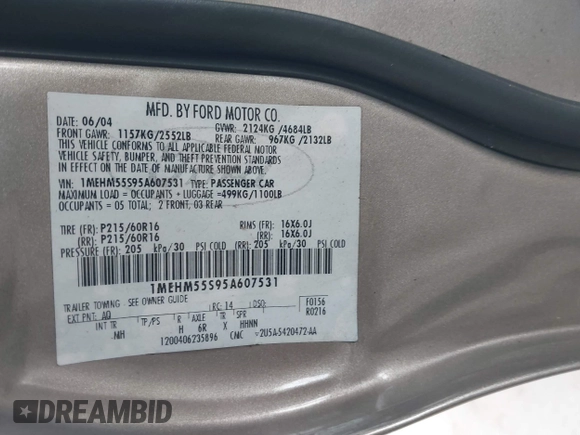 MFD. BY FORD MOTOR CO.
DATE: 06/04 GVWR: 2124KG /4684LB
FRONT GAWR: 1157KG/2552LB REAR GAWR: 967KG /2132LB
THIS VEHICLE CONFORMS TO ALL APPLICABLE FEDERAL MOTOR
VEHICLE SAFETY, BUMPER, AND THEFT PREVENTION STANDARDS
IN EFFECT ON THE DATE OF MANUFACTURE SHOWN ABOVE.
VIN: 1MEHM55S95A607531 TYPE: PASSENGER CAR
MAXIMUM LOAD = OCCUPANTS + LUGGAGE =499KG/1100LB
OCCUPANTS = 05 TOTAL; 2 FRONT, 03 REAR
TIRE (FR): P215/60R16 RIMS (FR): 16X6.0J
(RR): P215/60R16 (RR): 16X6.0J
PRESSURE (FR): 205 kPa/30 PSI COLD (RR): 205 kPa/30 PSI COLD
1MEHM55S95A607531
TRAILER TOWING SEE OWNER GUIDE F0156
EXT PNT: AQ RC: 14 DSO: R0216
INT TR TP/PS R AXLE TR SPR
NH H 6R X HHNN
1200406235896 CMC 2U5A-5420472-AA
DREAMBID